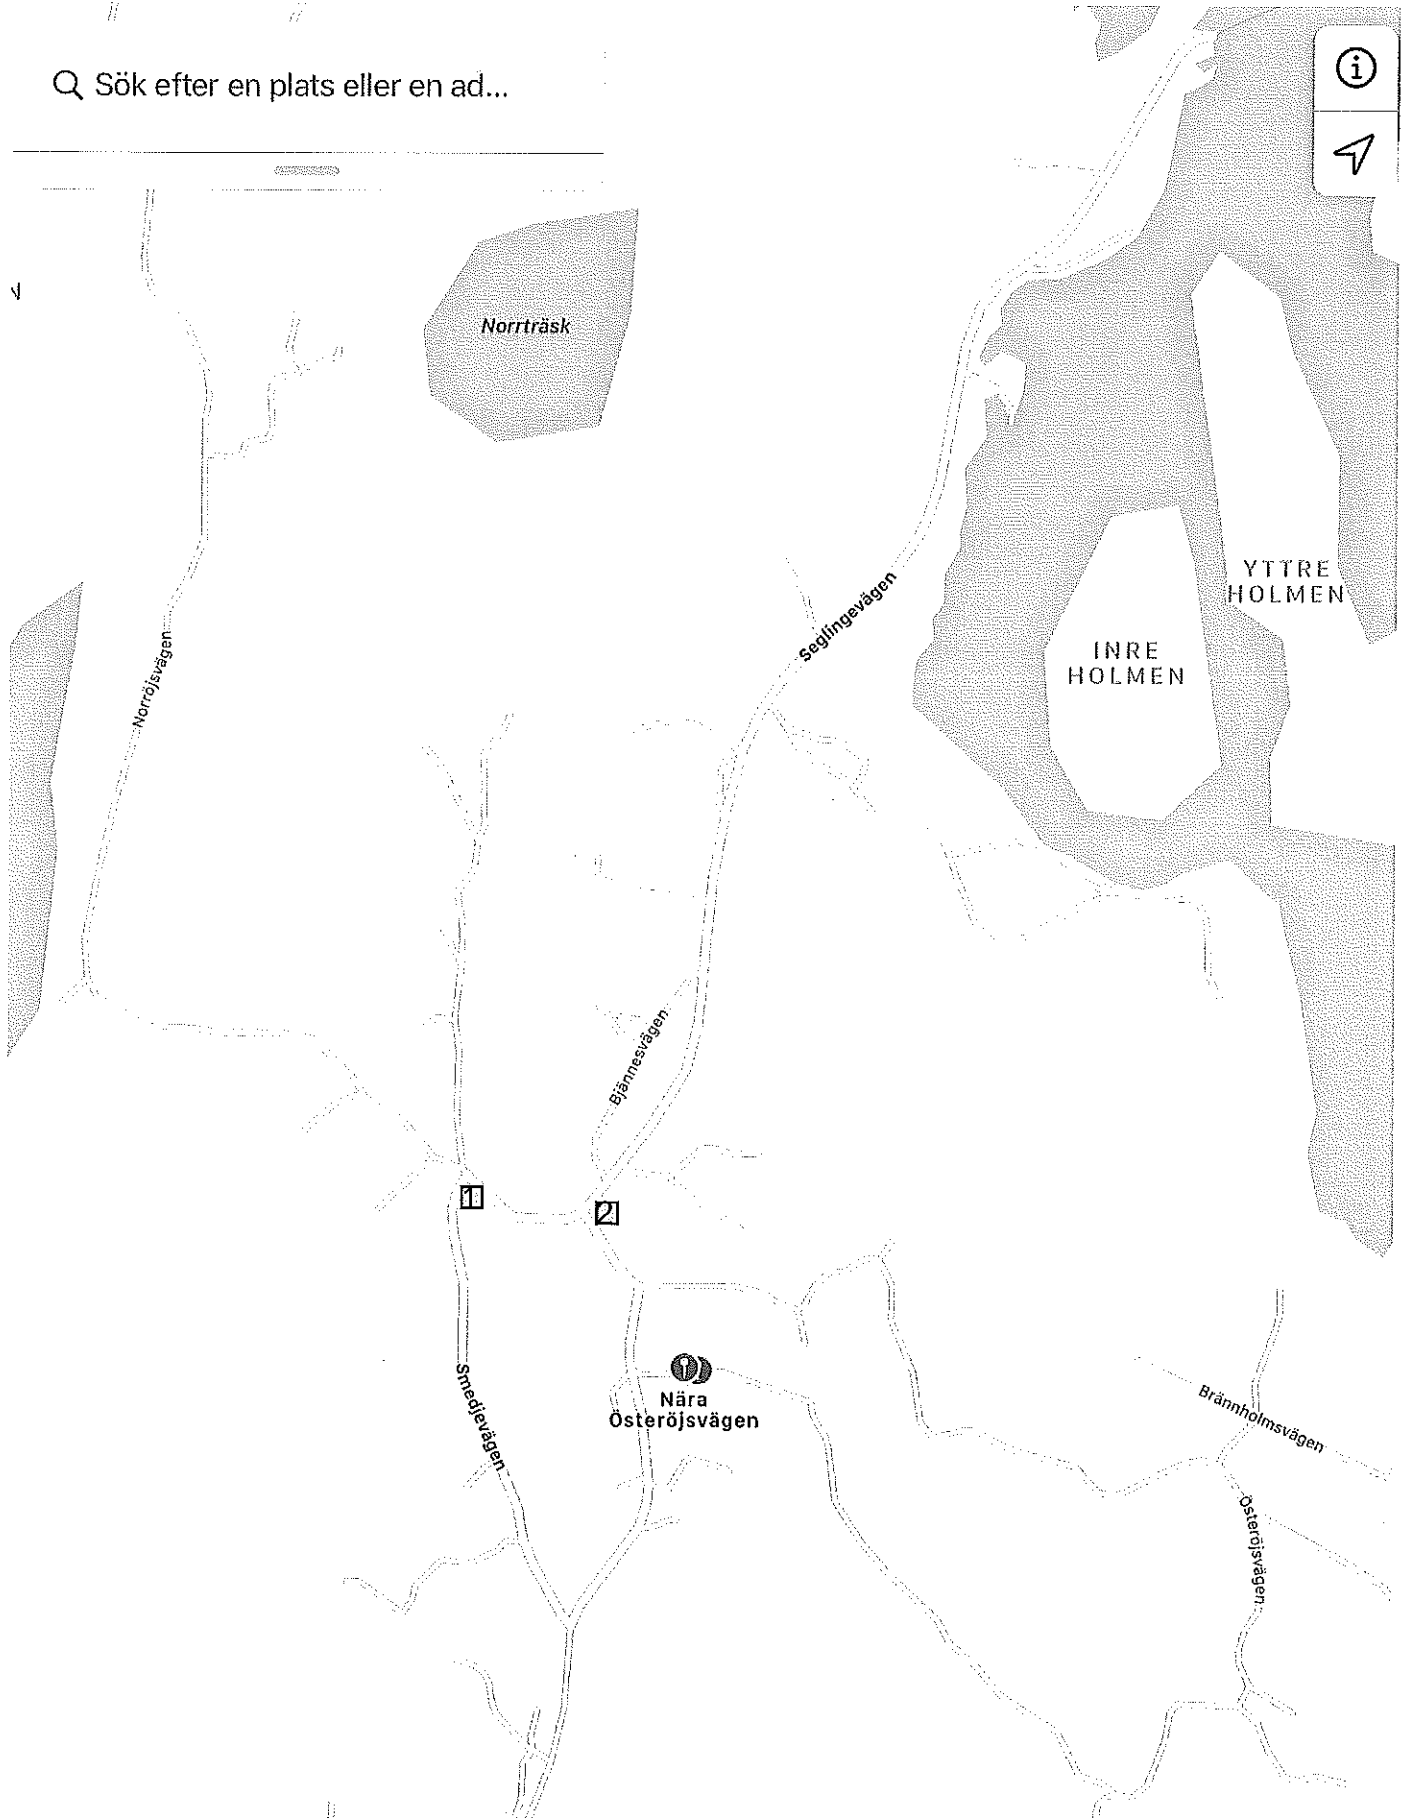 Sök efter en plats eller en ad...
Norrträsk
YTTRE
HOLMEN
Seglingevägen
INRE
HOLMEN
Norröjsvägen
Bjännesvägen
1
2
Nära
Österöjsvägen
Smedjevägen
Brännholmsvägen
Österöjsvägen